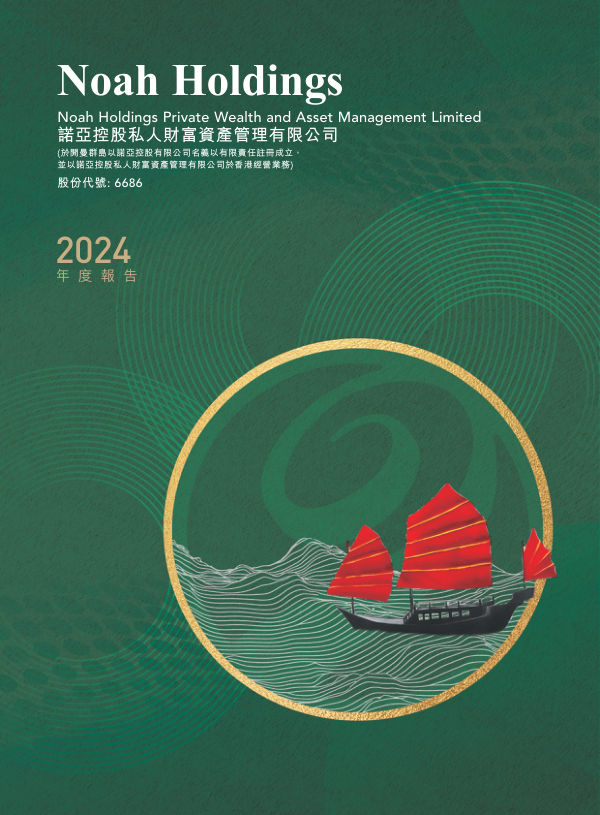 Noah Holdings
Noah Holdings Private Wealth and Asset Management Limited
諾亞控股私人財富資產管理有限公司
(於開曼群島以諾亞控股有限公司名義以有限責任註冊成立，
並以諾亞控股私人財富資產管理有限公司於香港經營業務)
股份代號: 6686
2024
年度報告